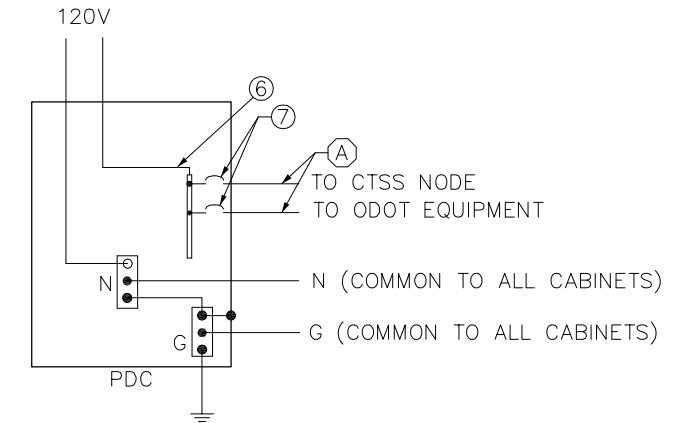 120V
6
7
A
TO CTSS NODE
TO ODOT EQUIPMENT
N
N (COMMON TO ALL CABINETS)
G
G (COMMON TO ALL CABINETS)
PDC